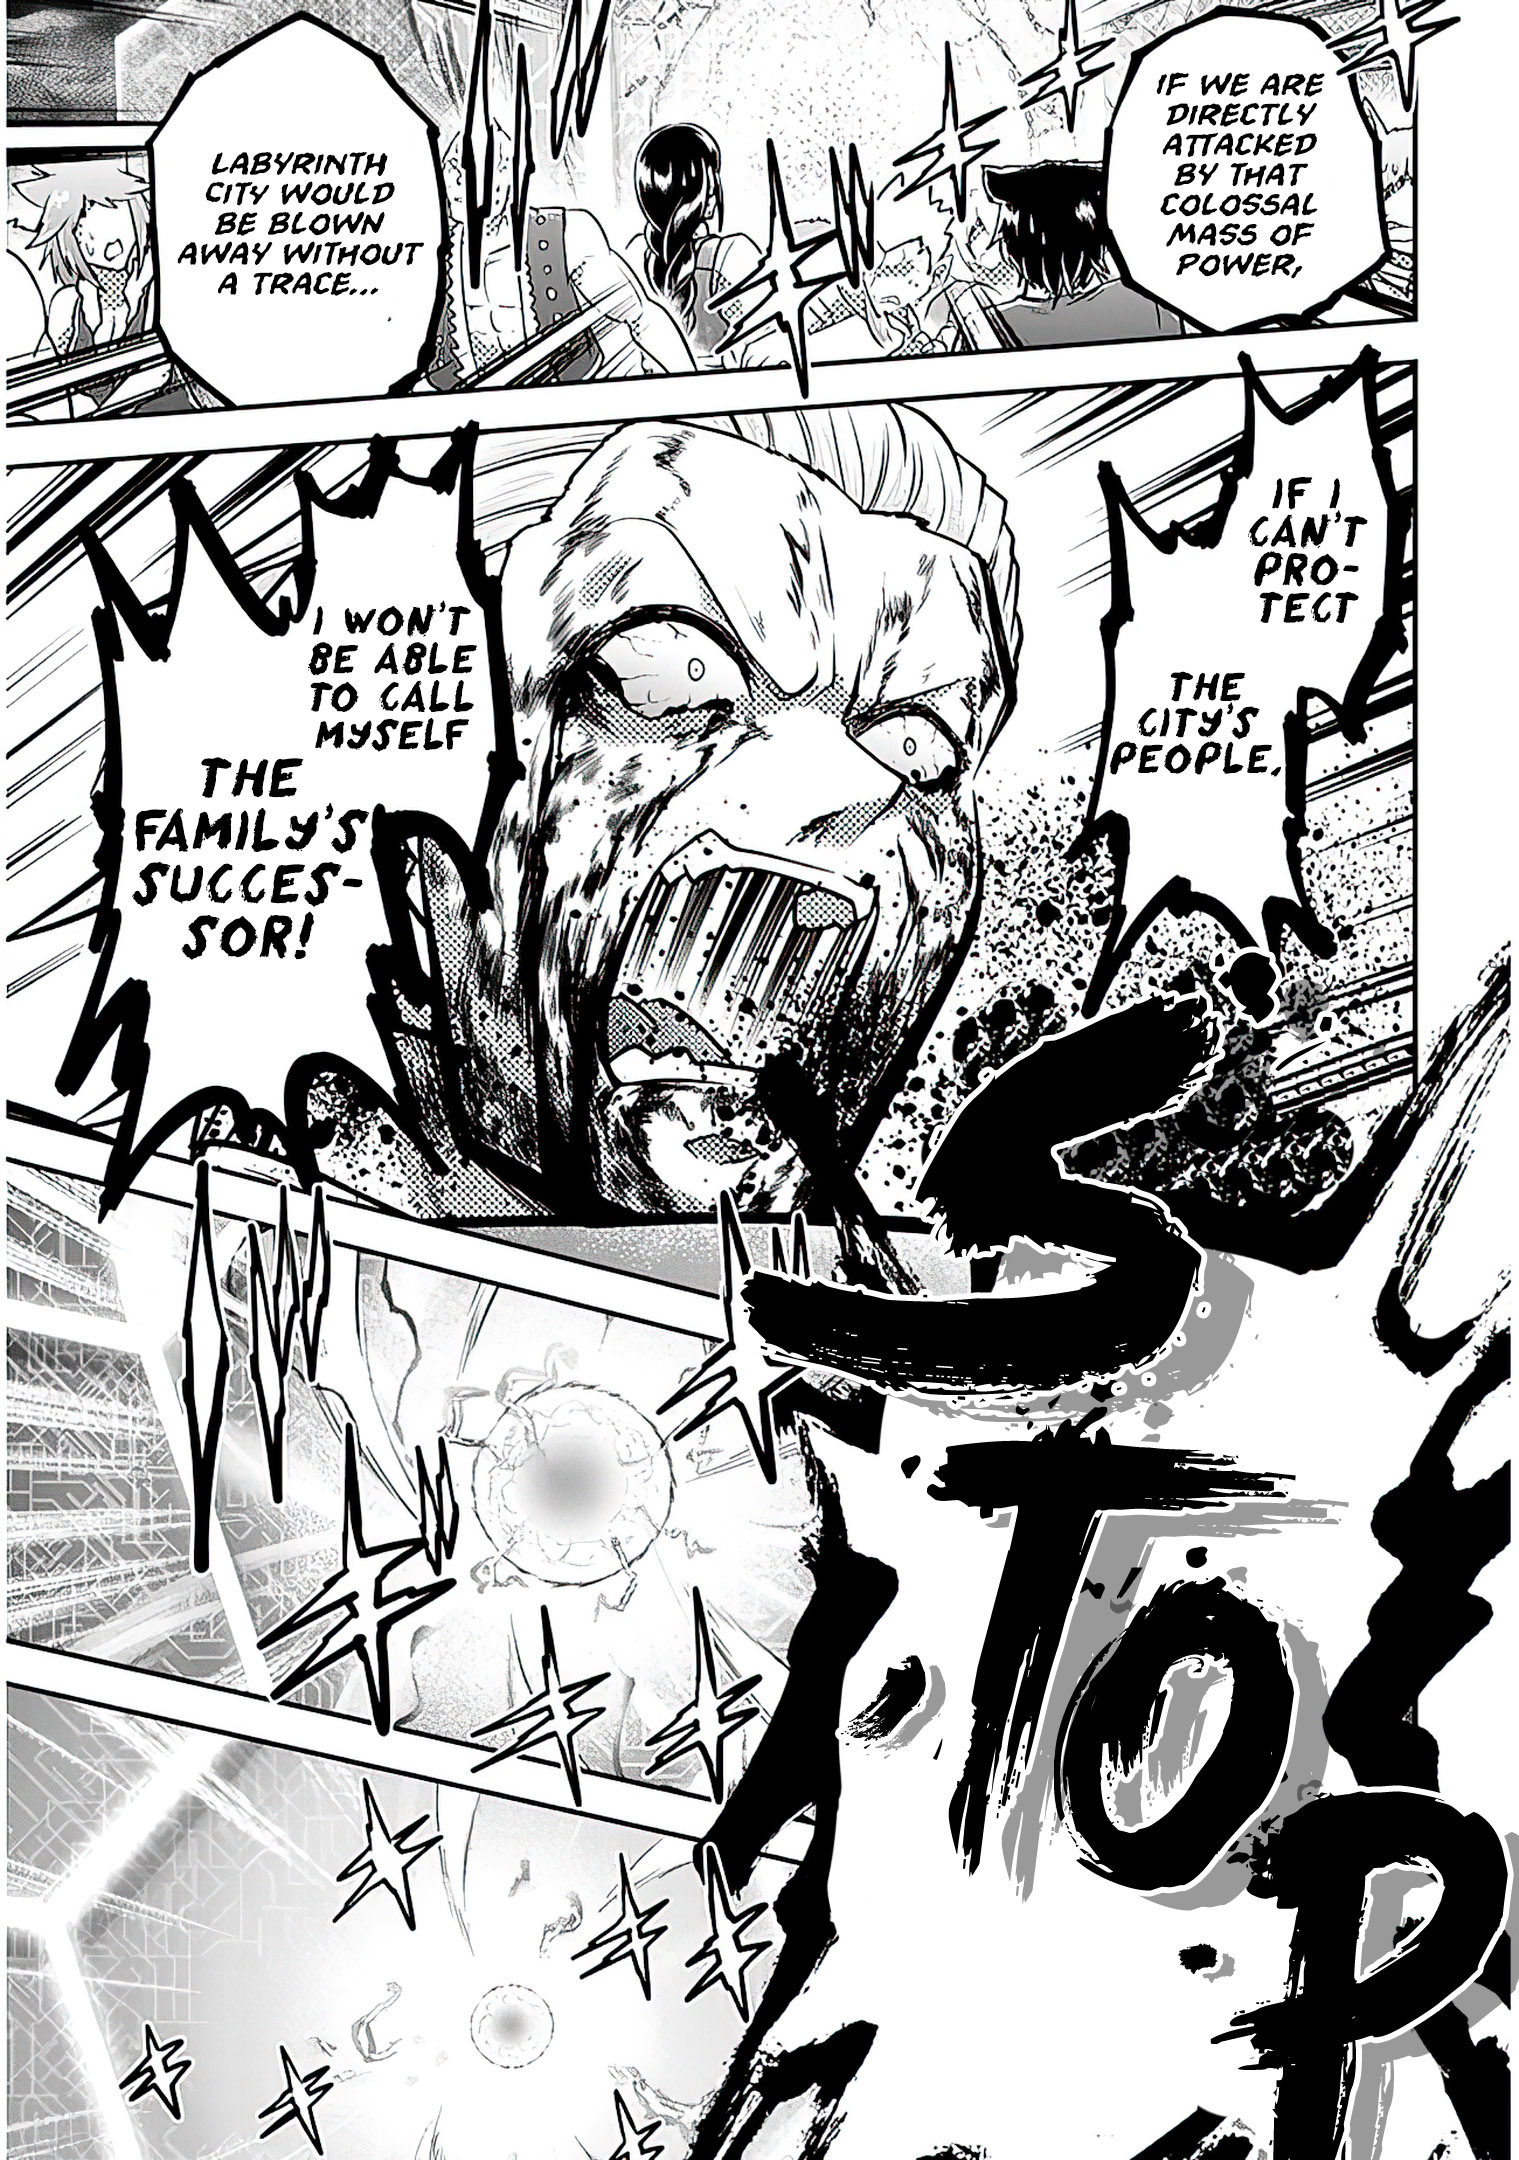 IF WE ARE
DIRECTLY
ATTACKED
BY THAT
COLOSSAL
MASS OF
POWER,
LABYRINTH
CITY WOULD
BE BLOWN
AWAY WITHOUT
A TRACE...
IF I
CAN'T
PRO-
TECT
THE
CITY'S
PEOPLE,
I WON'T
BE ABLE
TO CALL
MYSELF
THE
FAMILY'S
SUCCES-
SOR!
S
T
O
P